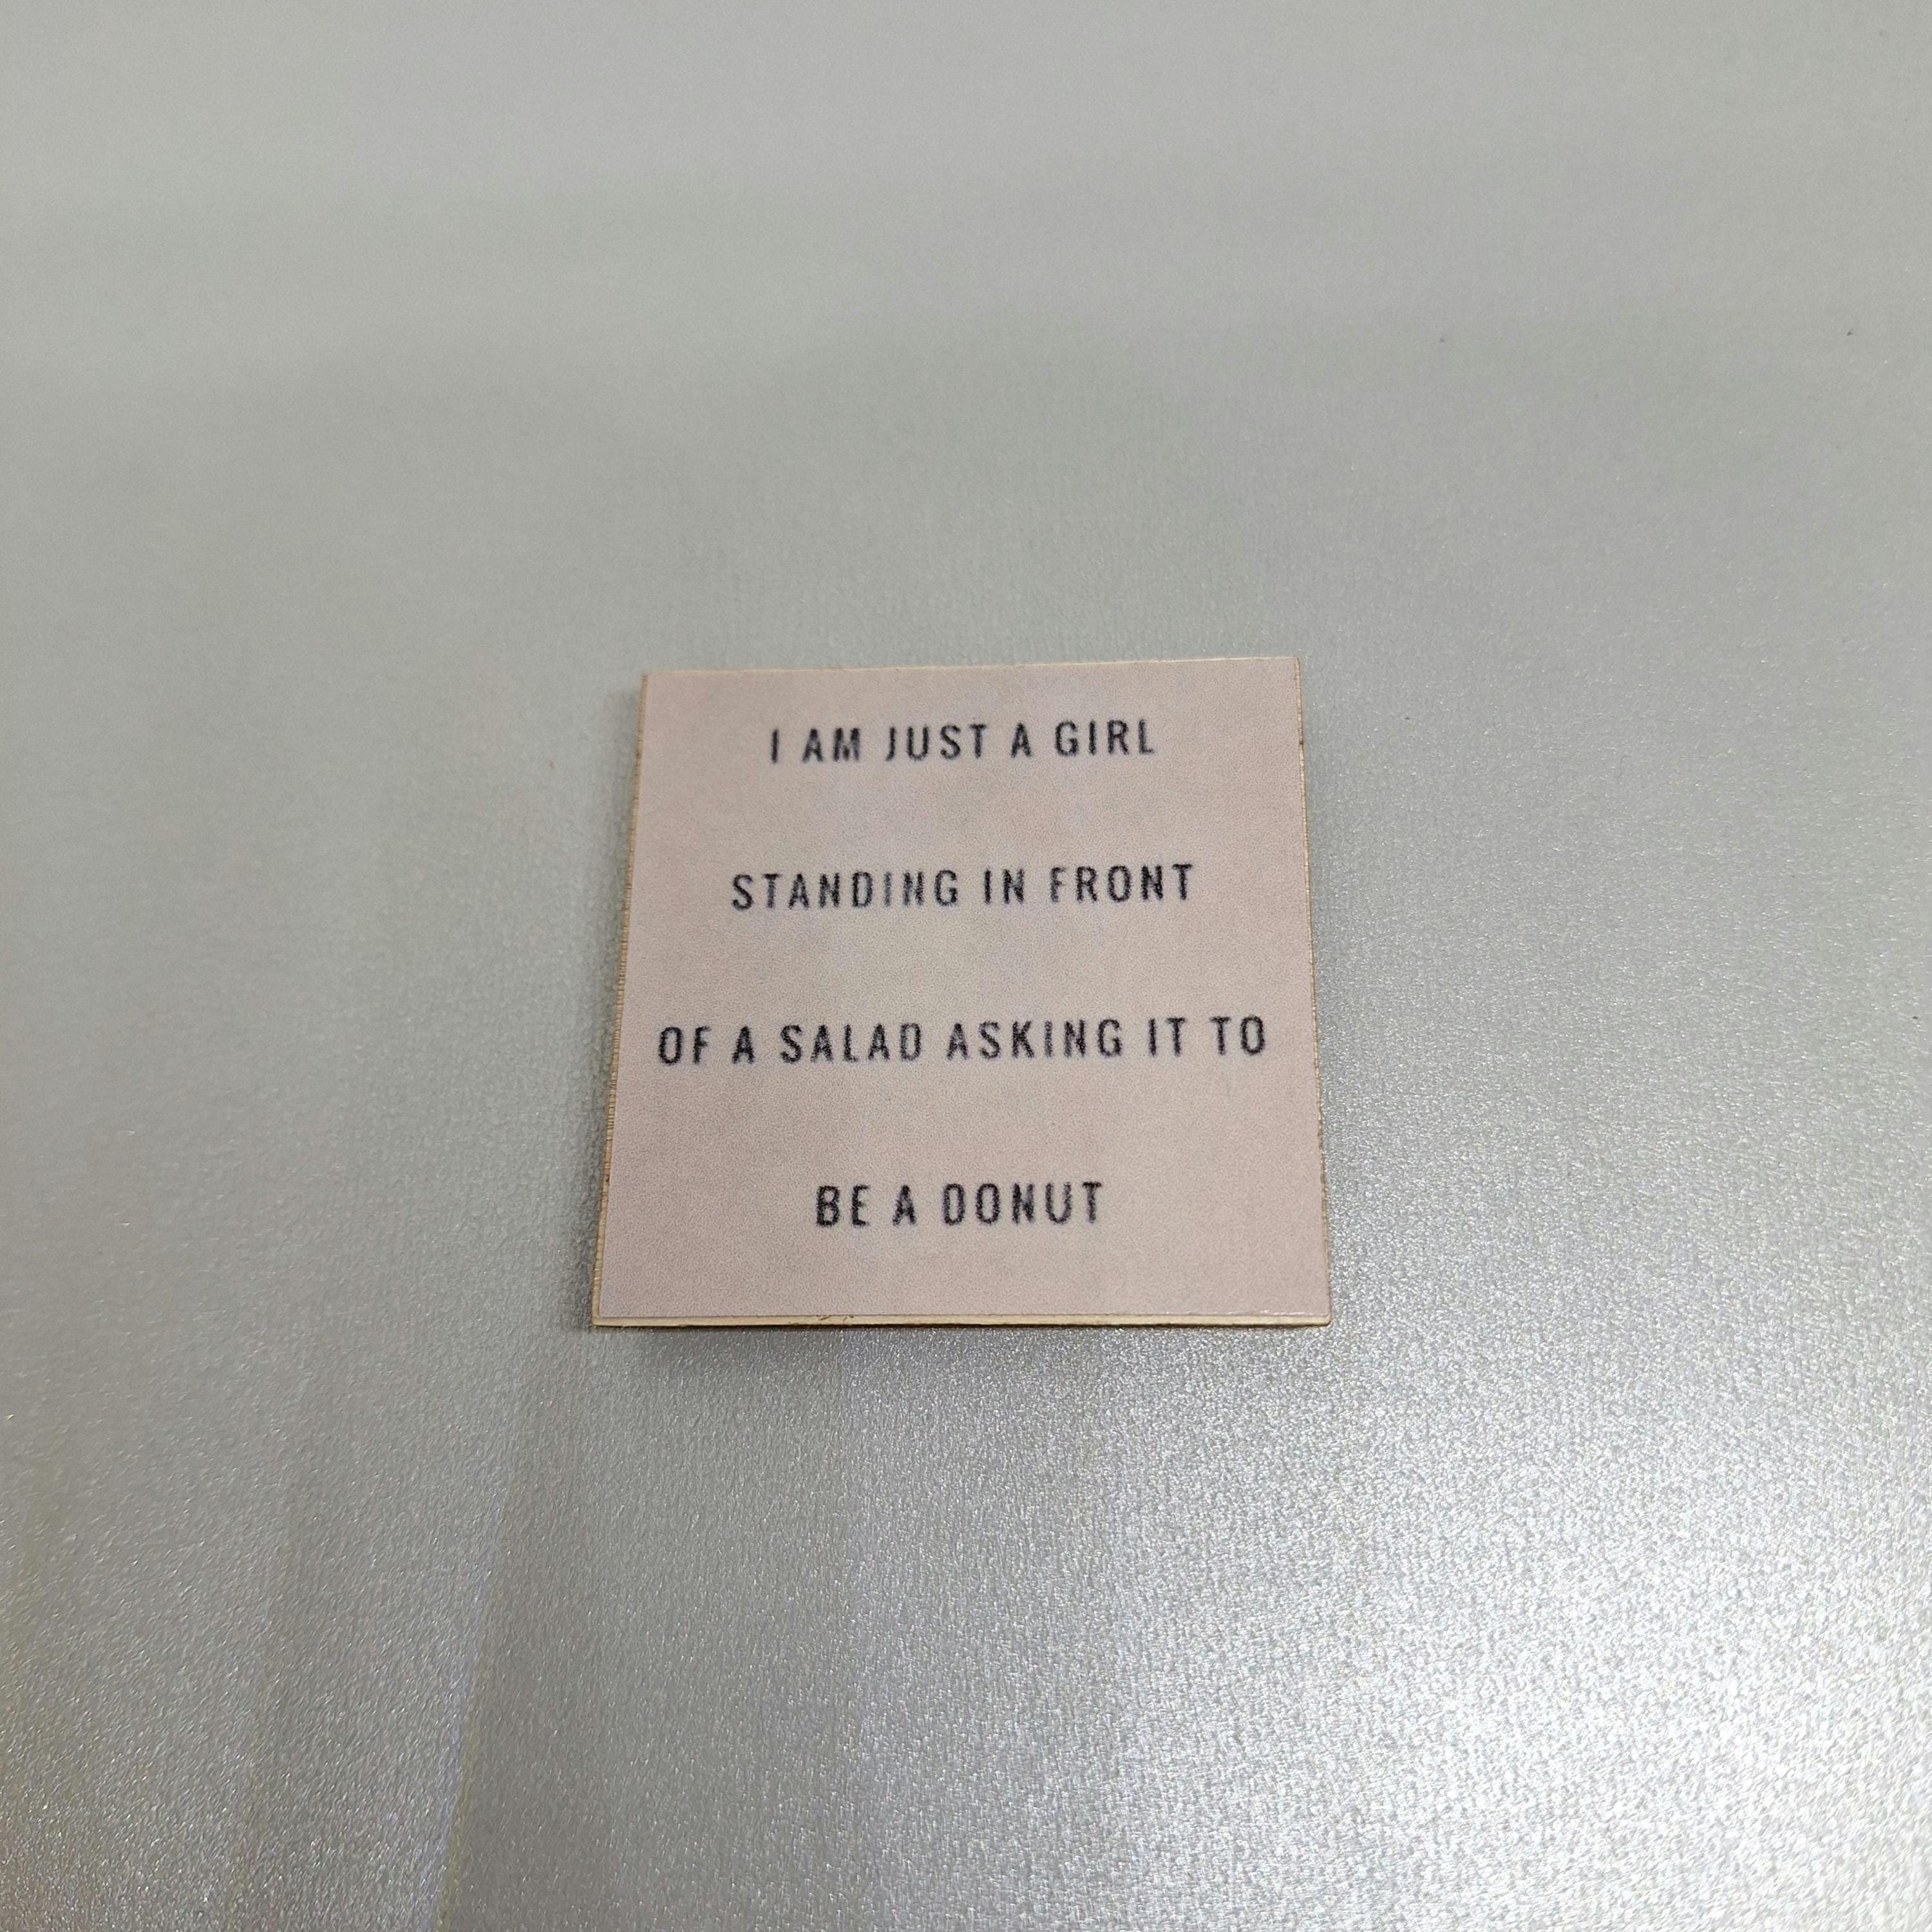 I AM JUST A GIRL
STANDING IN FRONT
OF A SALAD ASKING IT TO
BE A DONUT